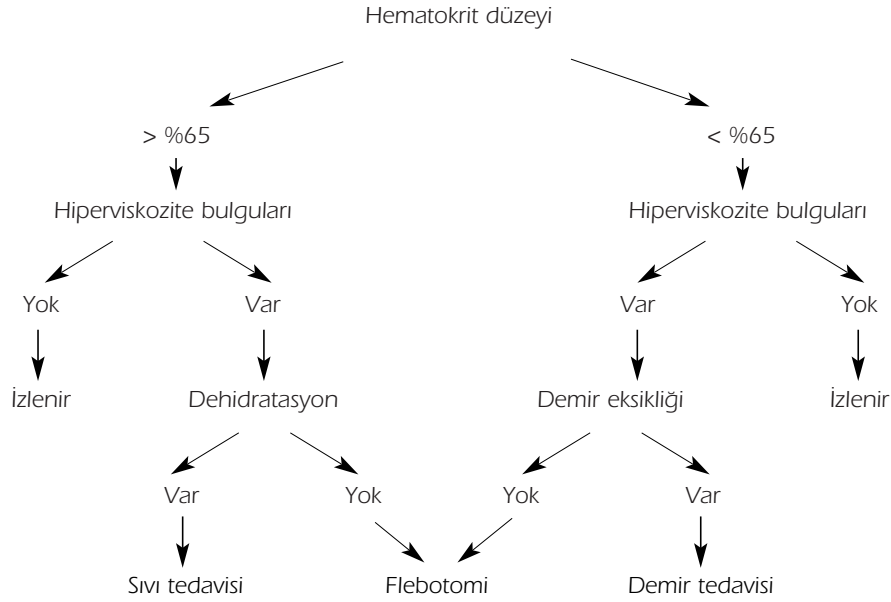 Hematokrit düzeyi
> %65
< %65
Hiperviskozite bulguları
Hiperviskozite bulguları
Yok
Var
Var
Yok
İzlenir
Dehidratasyon
Demir eksikliği
İzlenir
Var
Yok
Yok
Var
Sıvı tedavisi
Flebotomi
Demir tedavisi